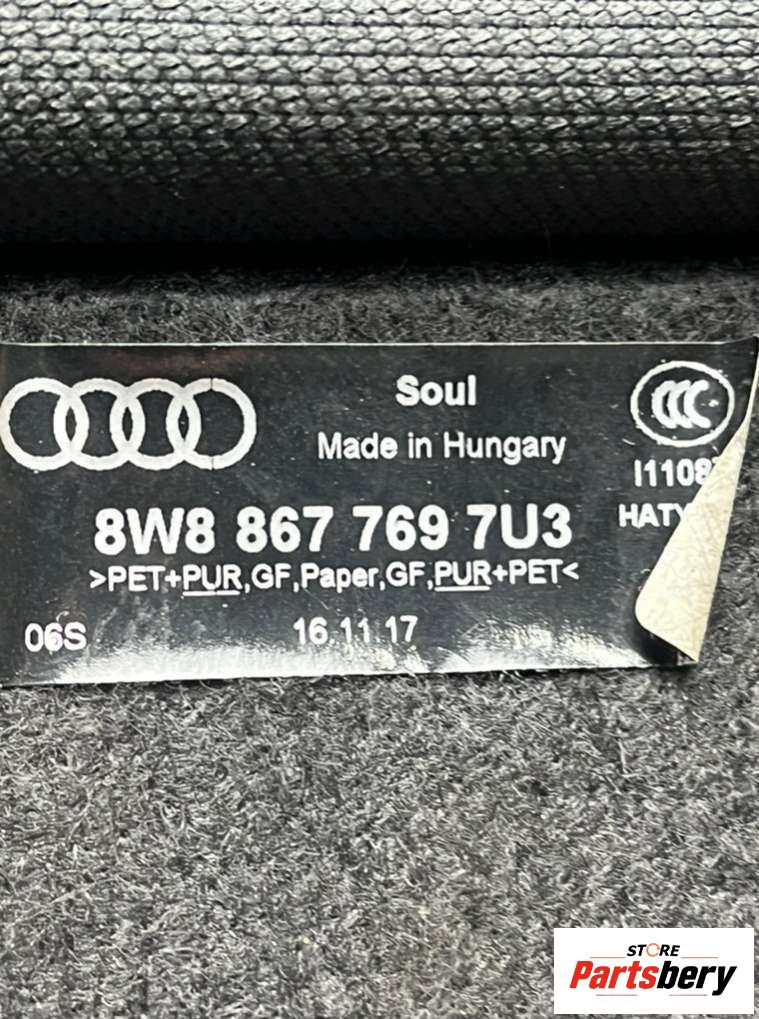 Soul
Made in Hungary
CCC
8W8 867 769 7U3
>PET+PUR,GF,Paper,GF,PUR+PET<
06S
16.11.17
STORE
Partsbery